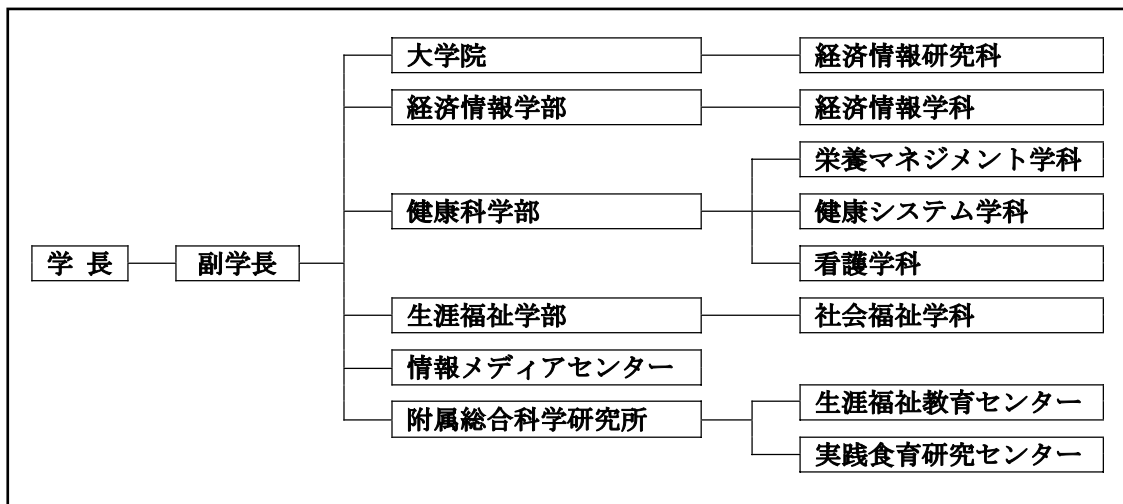 大学院
経済情報研究科
経済情報学部
経済情報学科
栄養マネジメント学科
健康科学部
健康システム学科
学 長
副学長
看護学科
生涯福祉学部
社会福祉学科
情報メディアセンター
生涯福祉教育センター
附属総合科学研究所
実践食育研究センター